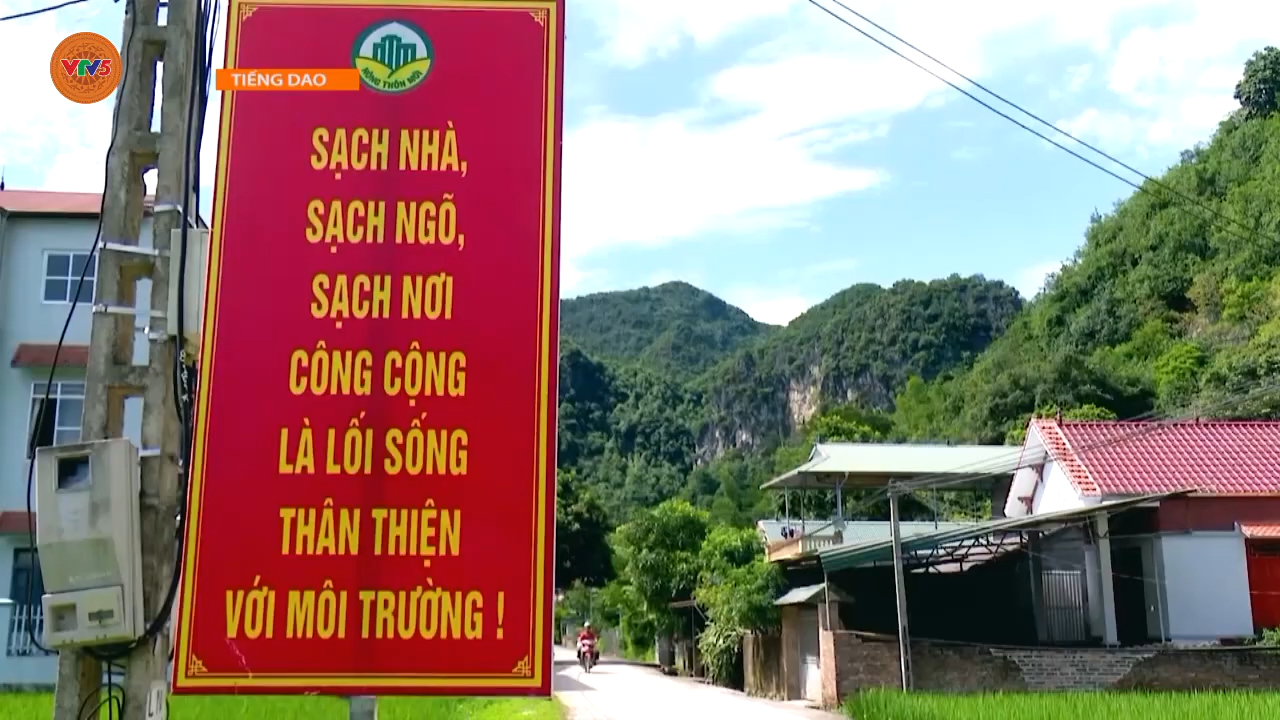 VTV5
TIẾNG DAO
NÔNG THÔN MỚI
SẠCH NHÀ,
SẠCH NGÕ,
SẠCH NƠI
CÔNG CỘNG
LÀ LỐI SỐNG
THÂN THIỆN
VỚI MÔI TRƯỜNG !